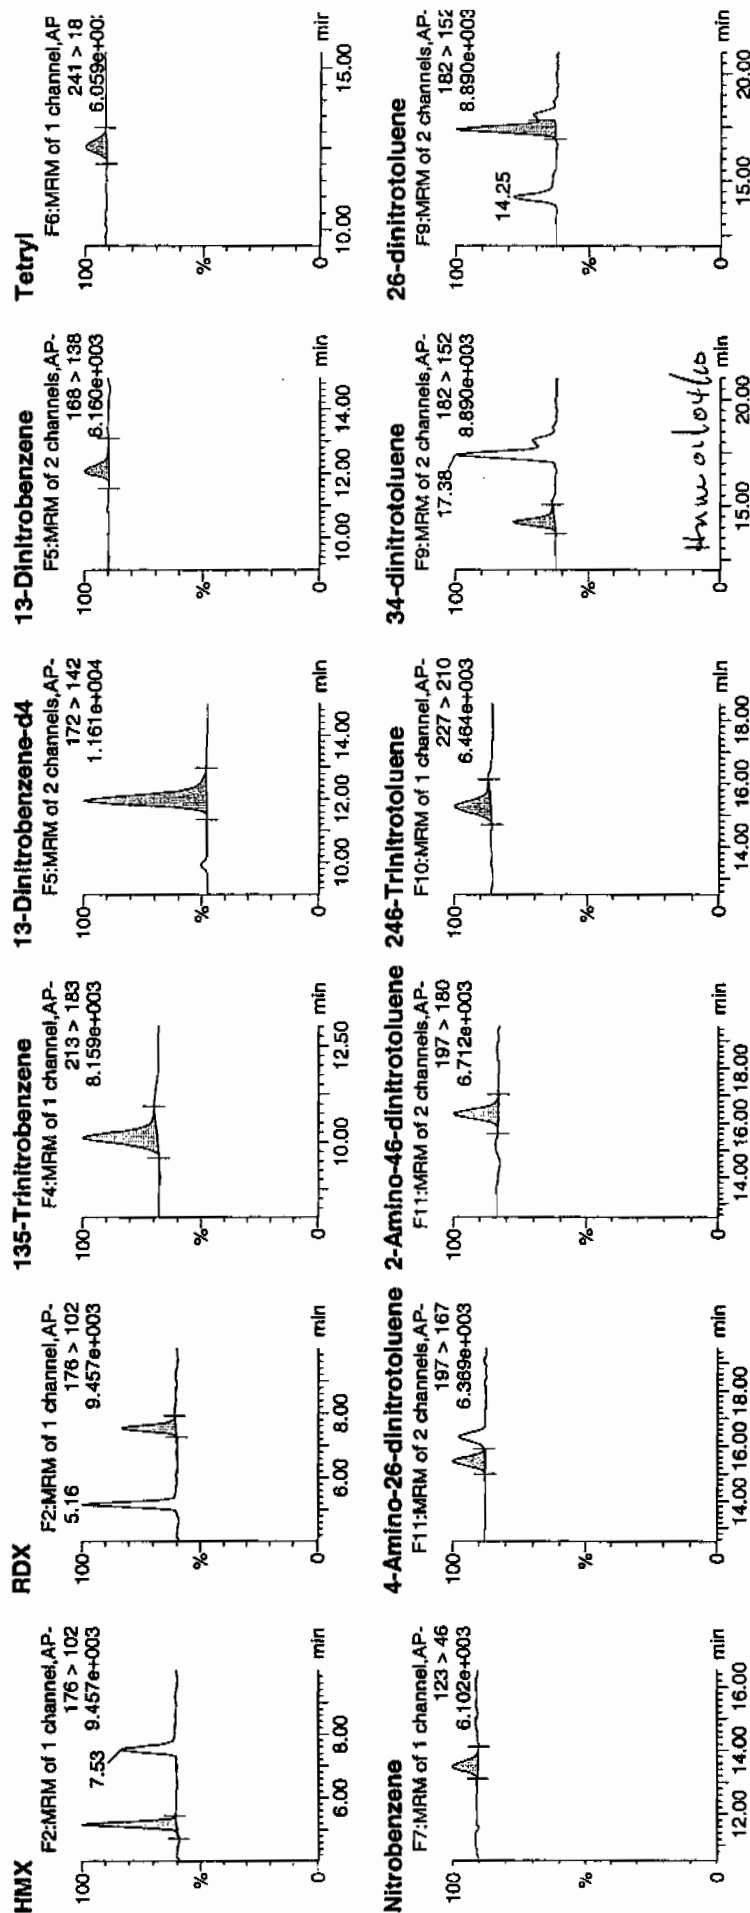 HMX
F2:MRM of 1 channel,AP-
176 > 102
9.457e+003
100
7.53
%
0
6.00 8.00 min
RDX
F2:MRM of 1 channel,AP-
5.16
176 > 102
9.457e+003
100
%
0
6.00 8.00 min
135-Trinitrobenzene
F4:MRM of 1 channel,AP-
213 > 183
8.159e+003
100
%
0
10.00 12.50 min
13-Dinitrobenzene-d4
F5:MRM of 2 channels,AP-
172 > 142
1.161e+004
100
%
0
10.00 12.00 14.00 min
13-Dinitrobenzene
F5:MRM of 2 channels,AP-
168 > 138
6.160e+003
100
%
0
10.00 12.00 14.00 min
Tetryl
F6:MRM of 1 channel,AP
241 > 18
6.059e+00
100
%
0
10.00 15.00 min
Nitrobenzene
F7:MRM of 1 channel,AP-
123 > 46
6.102e+003
100
%
0
12.00 14.00 16.00 min
4-Amino-26-dinitrotoluene
F11:MRM of 2 channels,AP-
197 > 167
6.369e+003
100
%
0
14.00 16.00 18.00 min
2-Amino-46-dinitrotoluene
F11:MRM of 2 channels,AP-
197 > 180
6.712e+003
100
%
0
14.00 16.00 18.00 min
246-Trinitrotoluene
F10:MRM of 1 channel,AP-
227 > 210
6.464e+003
100
%
0
14.00 16.00 18.00 min
34-dinitrotoluene
F9:MRM of 2 channels,AP-
182 > 152
17.38
8.890e+003
100
%
0
15.00 20.00 min
01/04/10
26-dinitrotoluene
F9:MRM of 2 channels,AP-
182 > 152
8.890e+003
100
14.25
%
0
15.00 20.00 min